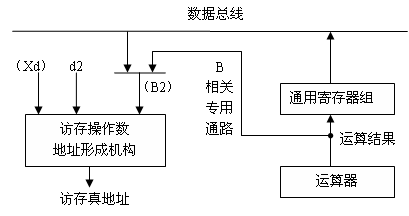 数据总线
(Xd)
d2
(B2)
B
相关
专用
通路
通用寄存器组
运算结果
运算器
访存操作数
地址形成机构
访存真地址